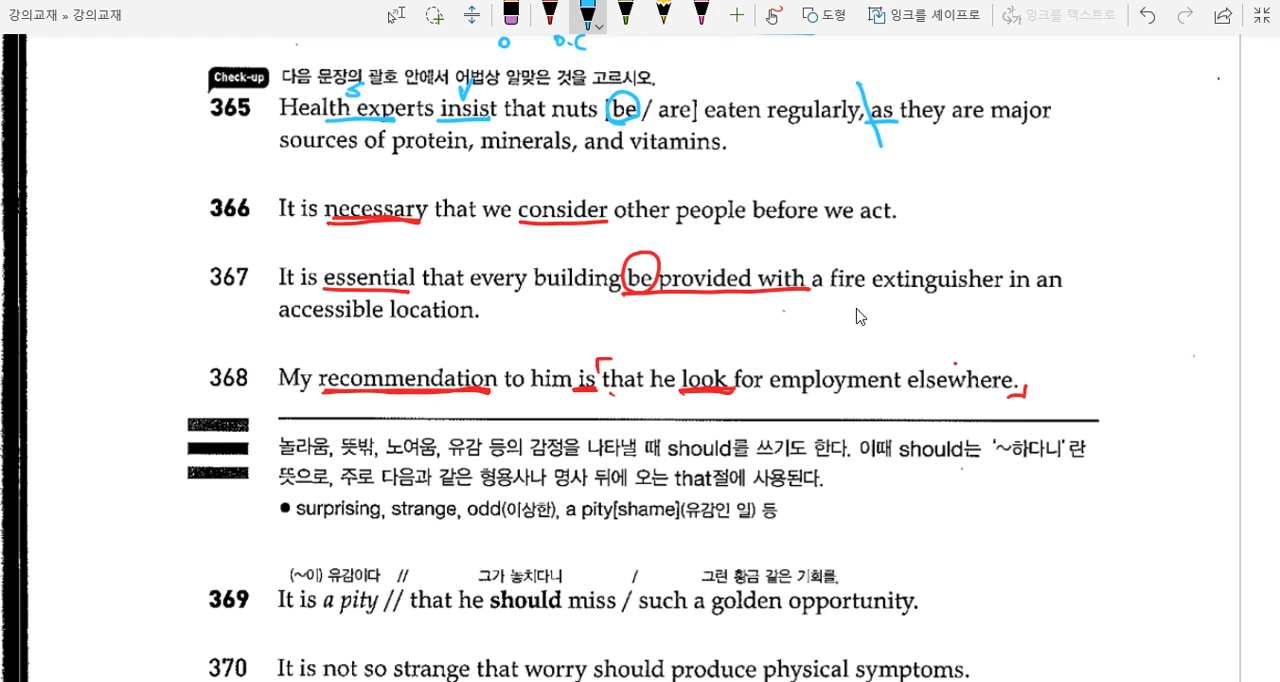 강의교재 » 강의교재
도형
잉크를 셰이프로
잉크를 텍스트로
O O.C
Check-up 다음 문장의 괄호 안에서 어법상 알맞은 것을 고르시오.
S V
365 Health experts insist that nuts [be / are] eaten regularly, as they are major
sources of protein, minerals, and vitamins.
366 It is necessary that we consider other people before we act.
367 It is essential that every building be provided with a fire extinguisher in an
accessible location.
368 My recommendation to him is that he look for employment elsewhere.
놀라움, 뜻밖, 노여움, 유감 등의 감정을 나타낼 때 should를 쓰기도 한다. 이때 should는 ‘~하다니’란
뜻으로, 주로 다음과 같은 형용사나 명사 뒤에 오는 that절에 사용된다.
● surprising, strange, odd(이상한), a pity[shame](유감인 일) 등
(~이) 유감이다 // 그가 놓치다니 / 그런 황금 같은 기회를.
369 It is a pity // that he should miss / such a golden opportunity.
370 It is not so strange that worry should produce physical symptoms.